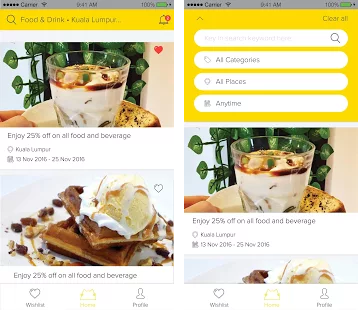 Carrier 9:41 AM 100%
Food & Drink • Kuala Lumpur...
Enjoy 25% off on all food and beverage
Kuala Lumpur
13 Nov 2016 - 25 Nov 2016
Enjoy 25% off on all food and beverage
Wishlist Home Profile
Carrier 9:41 AM 100%
Clear all
All Categories
All Places
Anytime
Enjoy 25% off on all food and beverage
Kuala Lumpur
13 Nov 2016 - 25 Nov 2016
Wishlist Home Profile